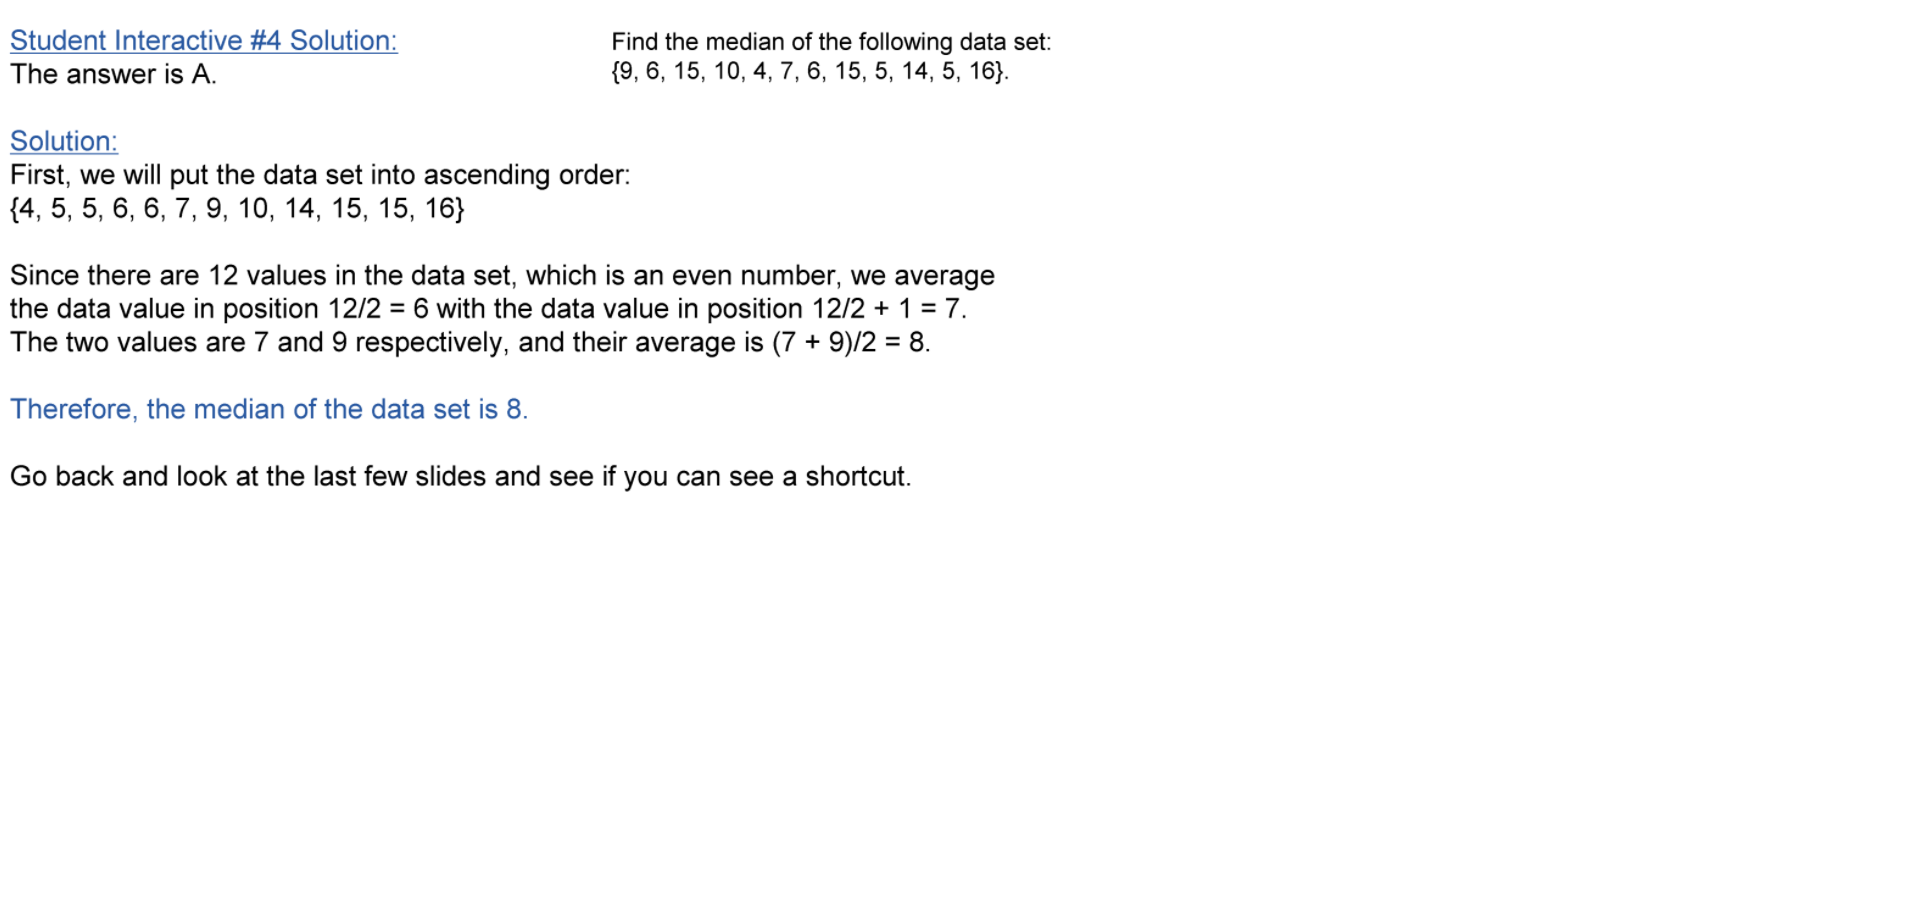 Student Interactive #4 Solution:
The answer is A.
Find the median of the following data set:
{9, 6, 15, 10, 4, 7, 6, 15, 5, 14, 5, 16}.
Solution:
First, we will put the data set into ascending order:
{4, 5, 5, 6, 6, 7, 9, 10, 14, 15, 15, 16}
Since there are 12 values in the data set, which is an even number, we average
the data value in position 12/2 = 6 with the data value in position 12/2 + 1 = 7.
The two values are 7 and 9 respectively, and their average is (7 + 9)/2 = 8.
Therefore, the median of the data set is 8.
Go back and look at the last few slides and see if you can see a shortcut.